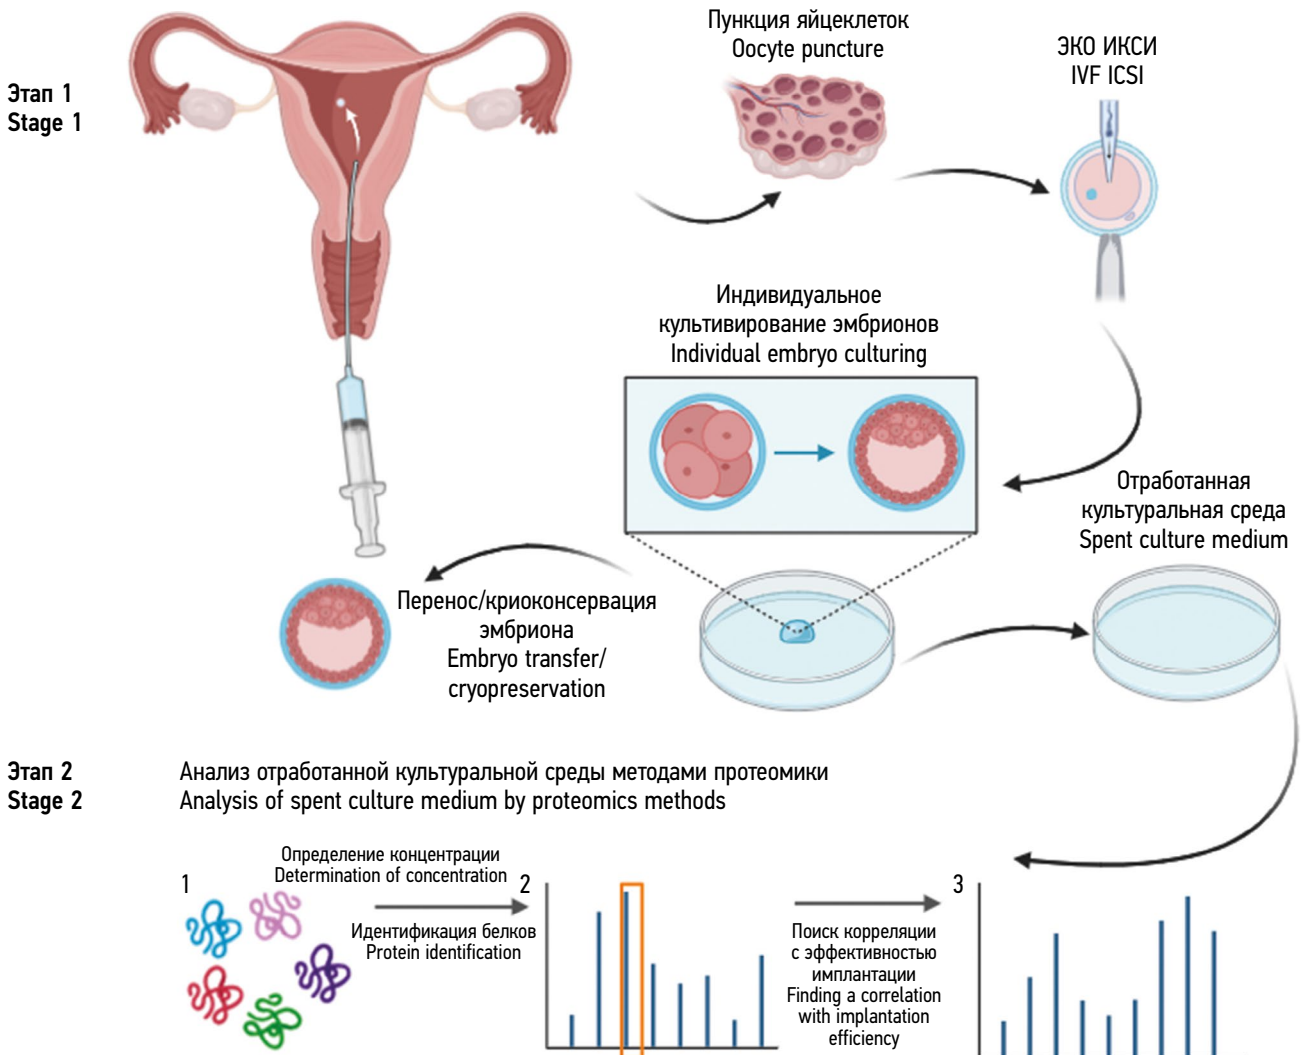 Этап 1
Stage 1
Пункция яйцеклеток
Oocyte puncture
ЭКО ИКСИ
IVF ICSI
Индивидуальное
культивирование эмбрионов
Individual embryo culturing
Отработанная
культуральная среда
Spent culture medium
Перенос/криоконсервация
эмбриона
Embryo transfer/
cryopreservation
Этап 2
Stage 2
Анализ отработанной культуральной среды методами протеомики
Analysis of spent culture medium by proteomics methods
1
Определение концентрации
Determination of concentration
Идентификация белков
Protein identification
2
Поиск корреляции
с эффективностью
имплантации
Finding a correlation
with implantation
efficiency
3